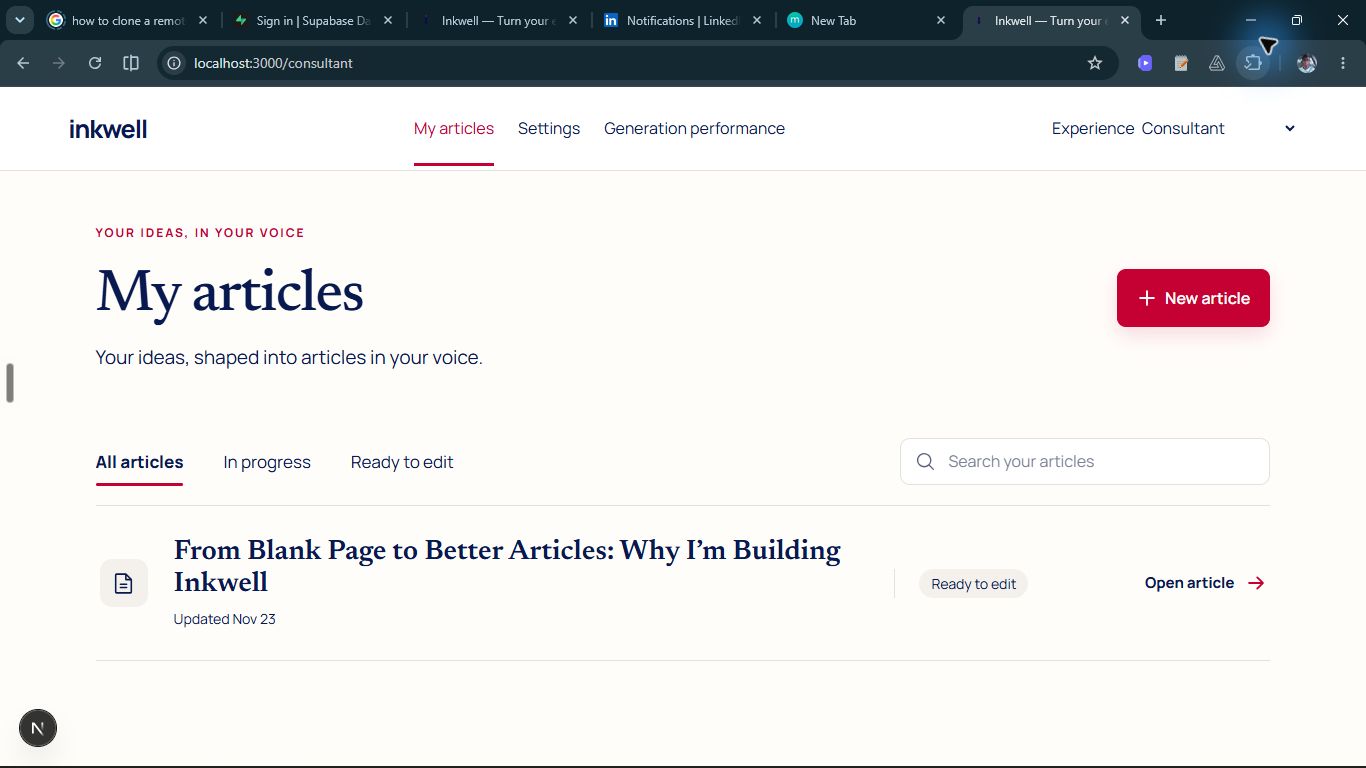 how to clone a remot
Sign in | Supabase Da
Inkwell — Turn your e
Notifications | LinkedI
New Tab
Inkwell — Turn your e
localhost:3000/consultant
inkwell
My articles
Settings
Generation performance
Experience Consultant
YOUR IDEAS, IN YOUR VOICE
My articles
New article
Your ideas, shaped into articles in your voice.
All articles
In progress
Ready to edit
Search your articles
From Blank Page to Better Articles: Why I’m Building
Inkwell
Ready to edit
Open article
Updated Nov 23
N